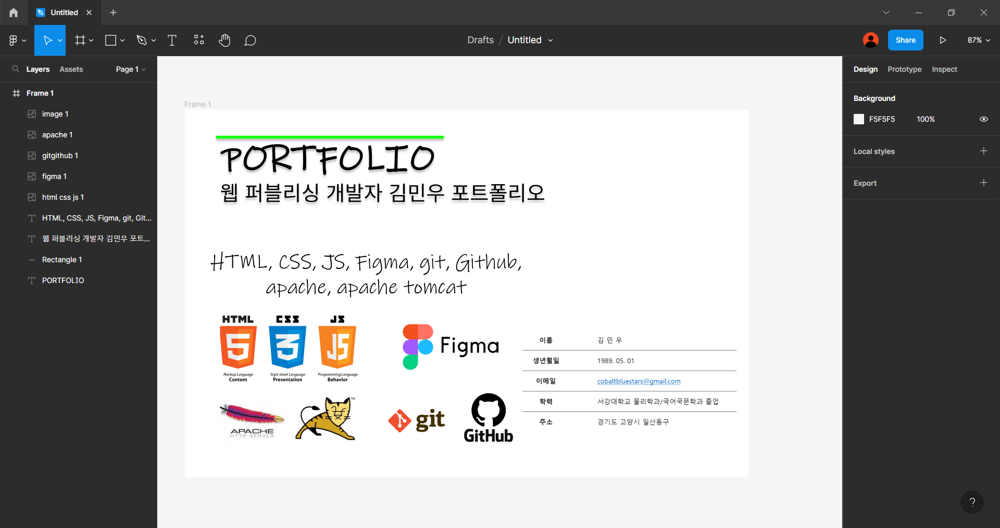 Untitled
Drafts / Untitled
Share
87%
Layers
Assets
Page 1
Frame 1
image 1
apache 1
gitgithub 1
figma 1
html css js 1
HTML, CSS, JS, Figma, git, Git...
웹 퍼블리싱 개발자 김민우 포트...
Rectangle 1
PORTFOLIO
Frame 1
PORTFOLIO
웹 퍼블리싱 개발자 김민우 포트폴리오
HTML, CSS, JS, Figma, git, Github,
apache, apache tomcat
HTML
5
Markup Language
Content
CSS
3
Style sheet Language
Presentation
JS
JS
Programming Language
Behavior
Figma
APACHE
HTTP SERVER
TM
git
GitHub
이름 김 민 우
생년월일 1989. 05. 01
이메일 cobaltbluestars@gmail.com
학력 서강대학교 물리학과/국어국문학과 졸업
주소 경기도 고양시 일산동구
Design
Prototype
Inspect
Background
F5F5F5
100%
Local styles
Export
?